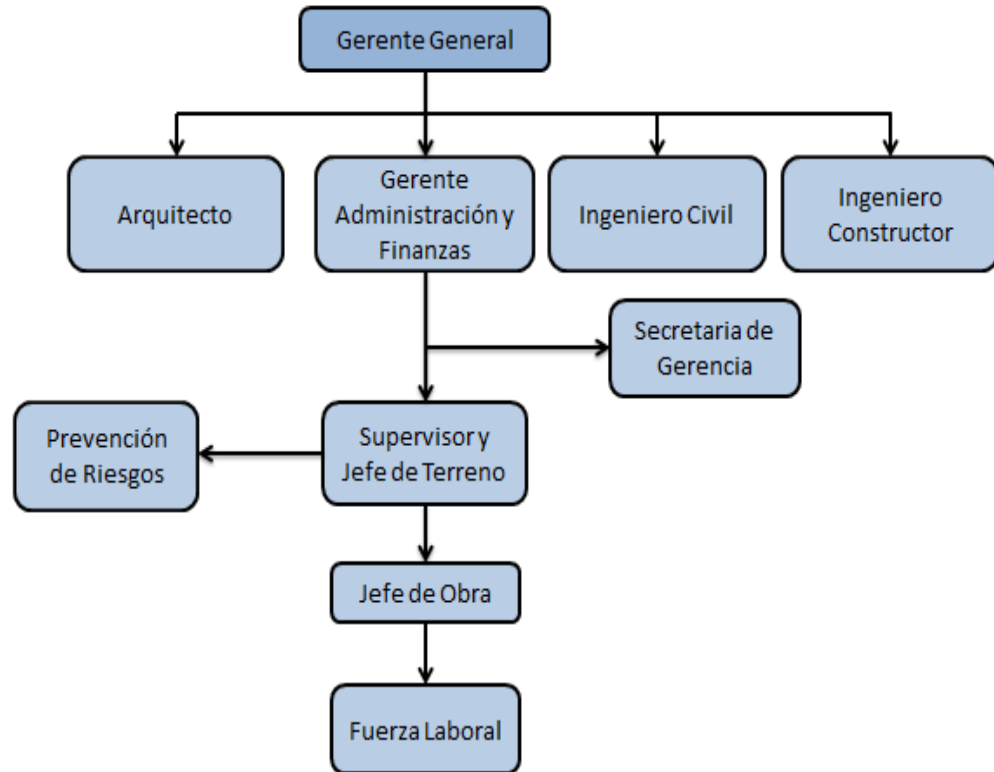 Gerente General
Arquitecto
Gerente
Administración y
Finanzas
Ingeniero Civil
Ingeniero
Constructor
Secretaria de
Gerencia
Prevención
de Riesgos
Supervisor y
Jefe de Terreno
Jefe de Obra
Fuerza Laboral